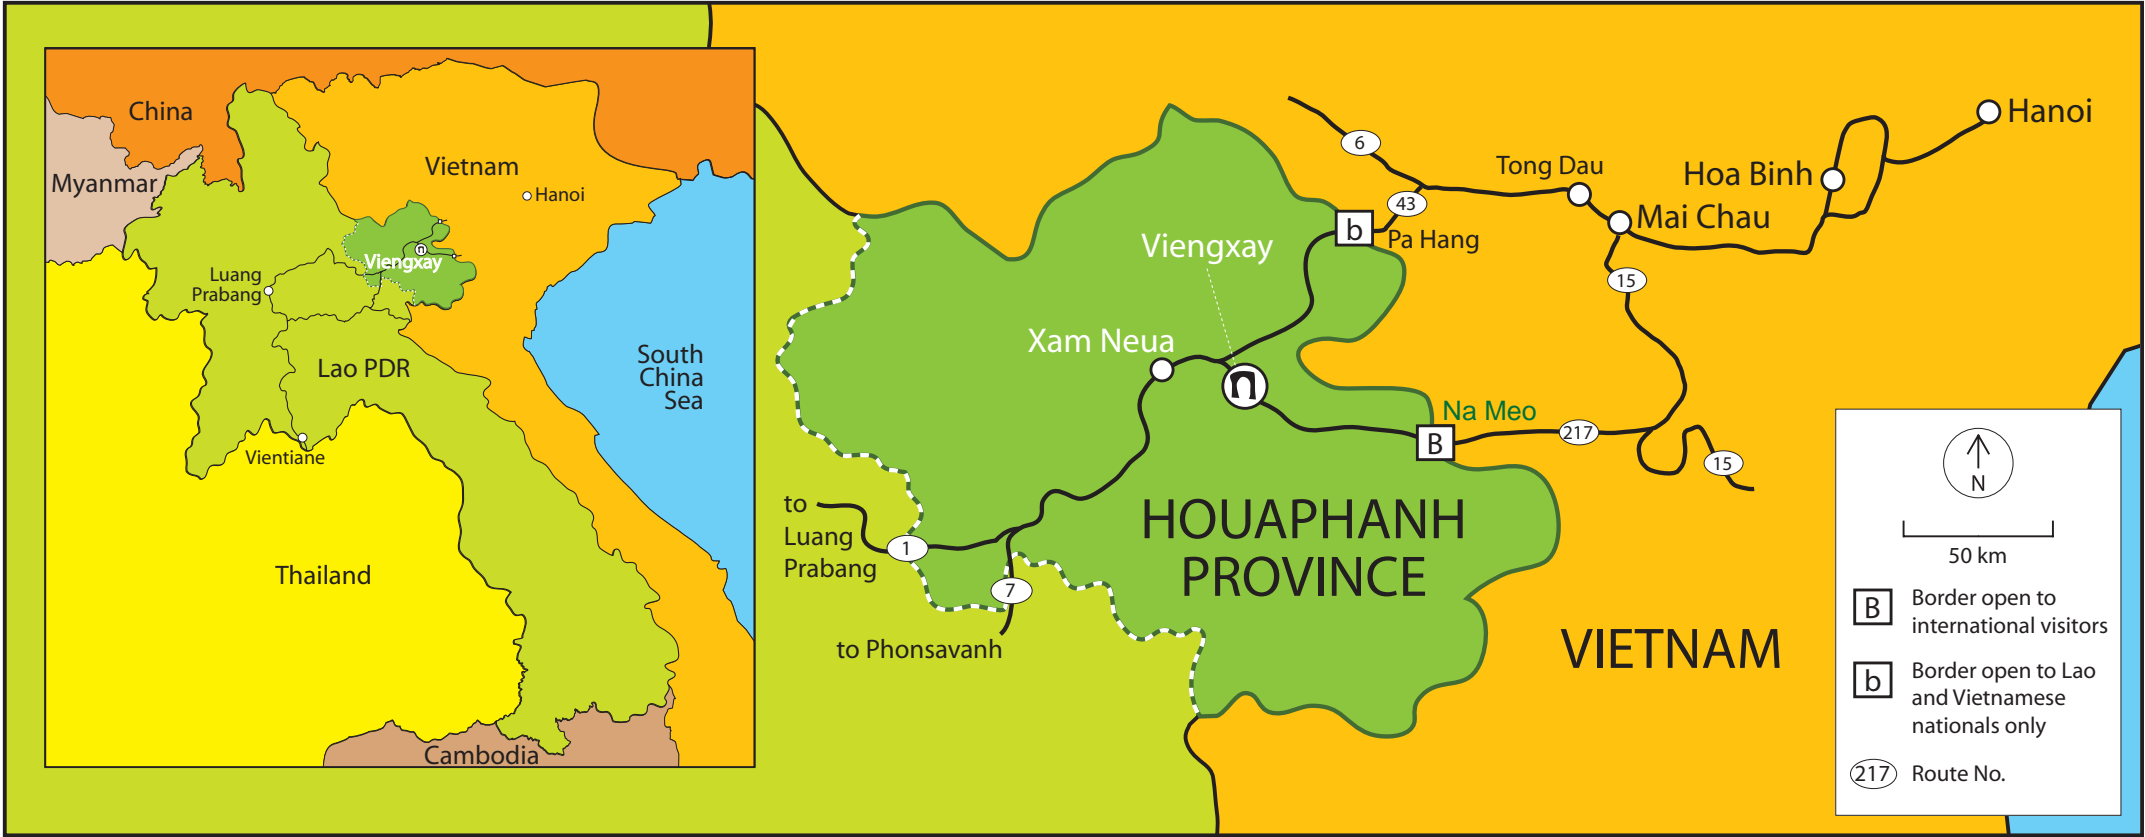 China
Myanmar
Vietnam
Hanoi
n
Viengxay
Luang
Prabang
Lao PDR
South
China
Sea
Vientiane
Thailand
Cambodia
Hanoi
6
Tong Dau
Hoa Binh
43
Mai Chau
b
Pa Hang
Viengxay
15
Xam Neua
Na Meo
B
217
15
to
Luang
Prabang
1
7
to Phonsavanh
HOUAPHANH
PROVINCE
VIETNAM
N
50 km
B
Border open to
international visitors
b
Border open to Lao
and Vietnamese
nationals only
217
Route No.